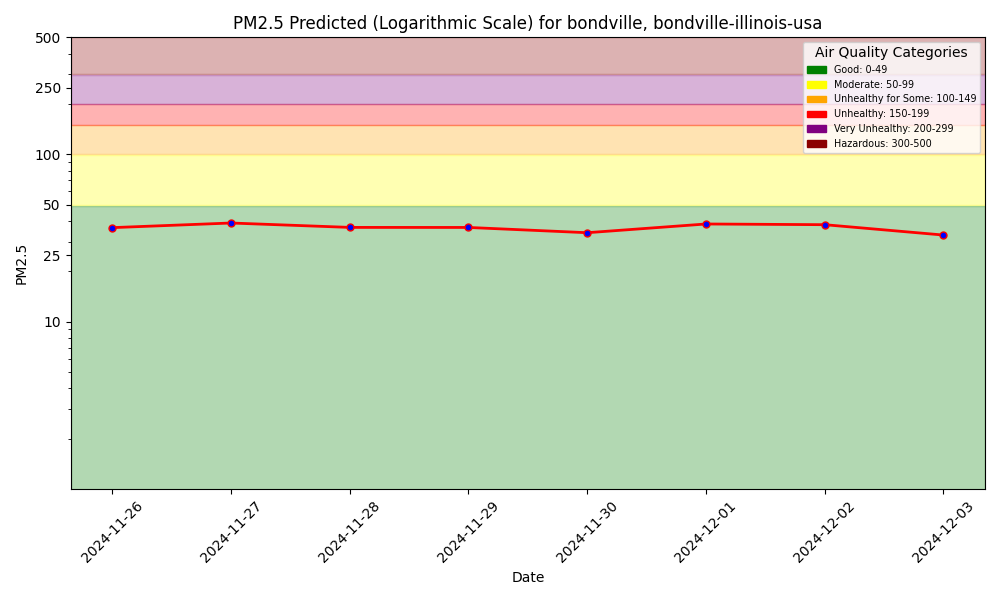 PM2.5 Predicted (Logarithmic Scale) for bondville, bondville-illinois-usa
500
250
100
50
25
10
PM2.5
Air Quality Categories
Good: 0-49
Moderate: 50-99
Unhealthy for Some: 100-149
Unhealthy: 150-199
Very Unhealthy: 200-299
Hazardous: 300-500
2024-11-26
2024-11-27
2024-11-28
2024-11-29
2024-11-30
2024-12-01
2024-12-02
2024-12-03
Date